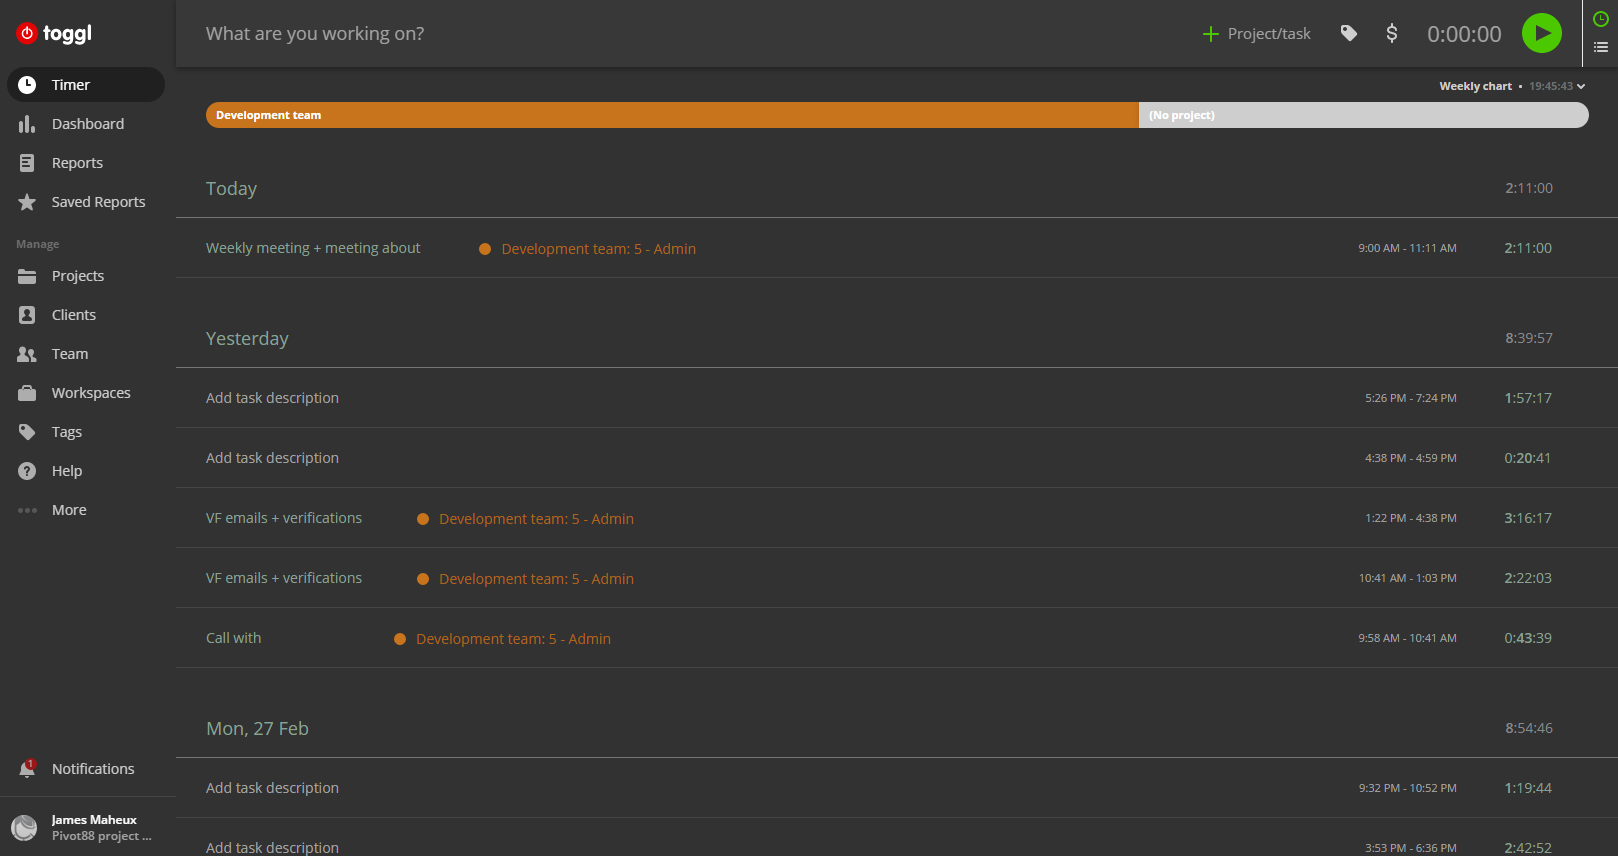 toggl
What are you working on?
Project/task
$
0:00:00
Timer
Dashboard
Reports
Saved Reports
Manage
Projects
Clients
Team
Workspaces
Tags
? Help
More
1
Notifications
James Maheux
Pivot88 project ...
Weekly chart • 19:45:43
Development team
(No project)
Today 2:11:00
Weekly meeting + meeting about Development team: 5 - Admin 9:00 AM - 11:11 AM 2:11:00
Yesterday 8:39:57
Add task description 5:26 PM - 7:24 PM 1:57:17
Add task description 4:38 PM - 4:59 PM 0:20:41
VF emails + verifications Development team: 5 - Admin 1:22 PM - 4:38 PM 3:16:17
VF emails + verifications Development team: 5 - Admin 10:41 AM - 1:03 PM 2:22:03
Call with Development team: 5 - Admin 9:58 AM - 10:41 AM 0:43:39
Mon, 27 Feb 8:54:46
Add task description 9:32 PM - 10:52 PM 1:19:44
Add task description 3:53 PM - 6:36 PM 2:42:52